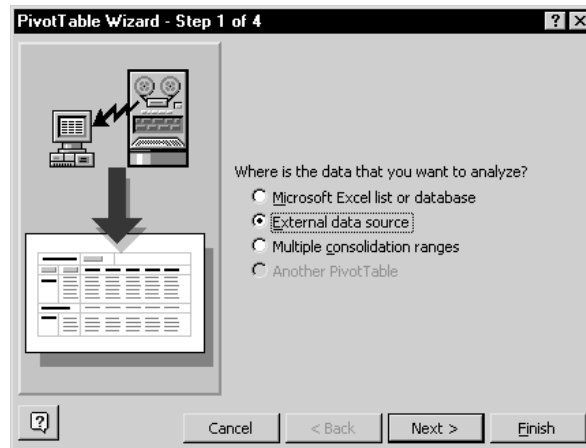 PivotTable Wizard - Step 1 of 4
Where is the data that you want to analyze?
Microsoft Excel list or database
External data source
Multiple consolidation ranges
Another PivotTable
Cancel
< Back
Next >
Finish